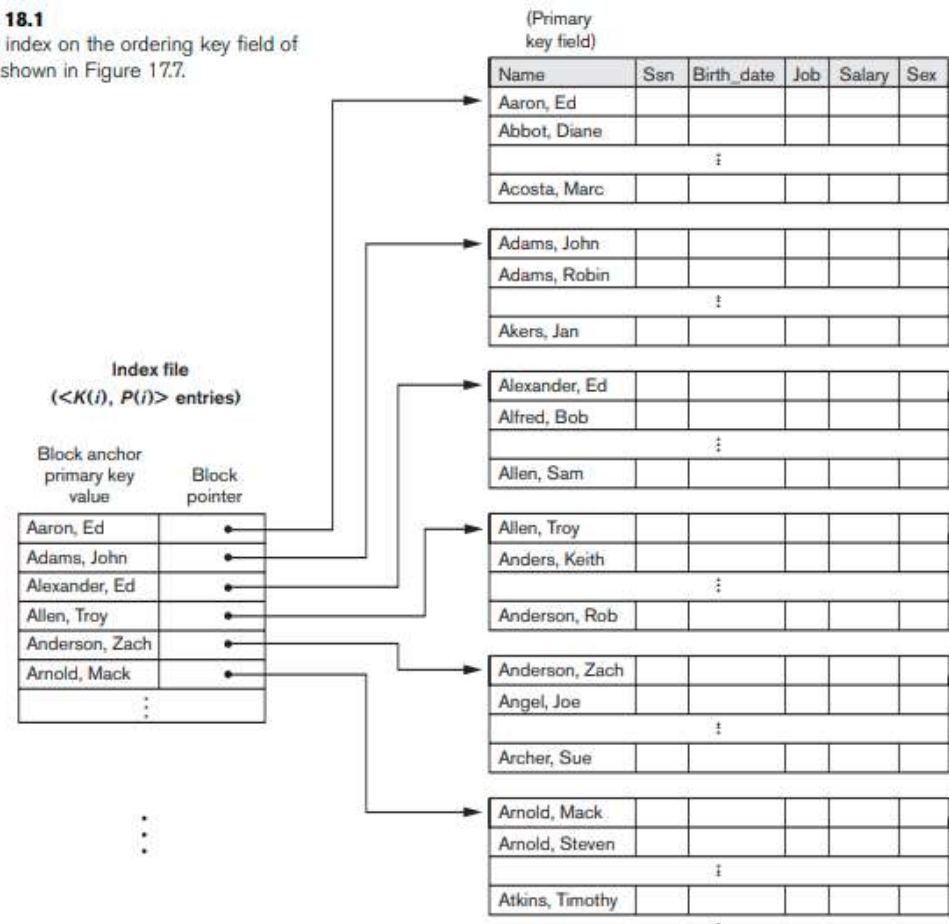 18.1
index on the ordering key field of
shown in Figure 17.7.
(Primary
key field)
Name Ssn Birth_date Job Salary Sex
Aaron, Ed
Abbot, Diane
⋮
Acosta, Marc
Adams, John
Adams, Robin
⋮
Akers, Jan
Alexander, Ed
Alfred, Bob
⋮
Allen, Sam
Allen, Troy
Anders, Keith
⋮
Anderson, Rob
Anderson, Zach
Angel, Joe
⋮
Archer, Sue
Arnold, Mack
Arnold, Steven
⋮
Atkins, Timothy
Index file
(<K(i), P(i)> entries)
Block anchor
primary key
value
Block
pointer
Aaron, Ed
Adams, John
Alexander, Ed
Allen, Troy
Anderson, Zach
Arnold, Mack
⋮
⋮